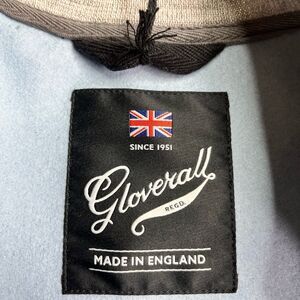 SINCE 1951
Gloverall
REGD.
MADE IN ENGLAND